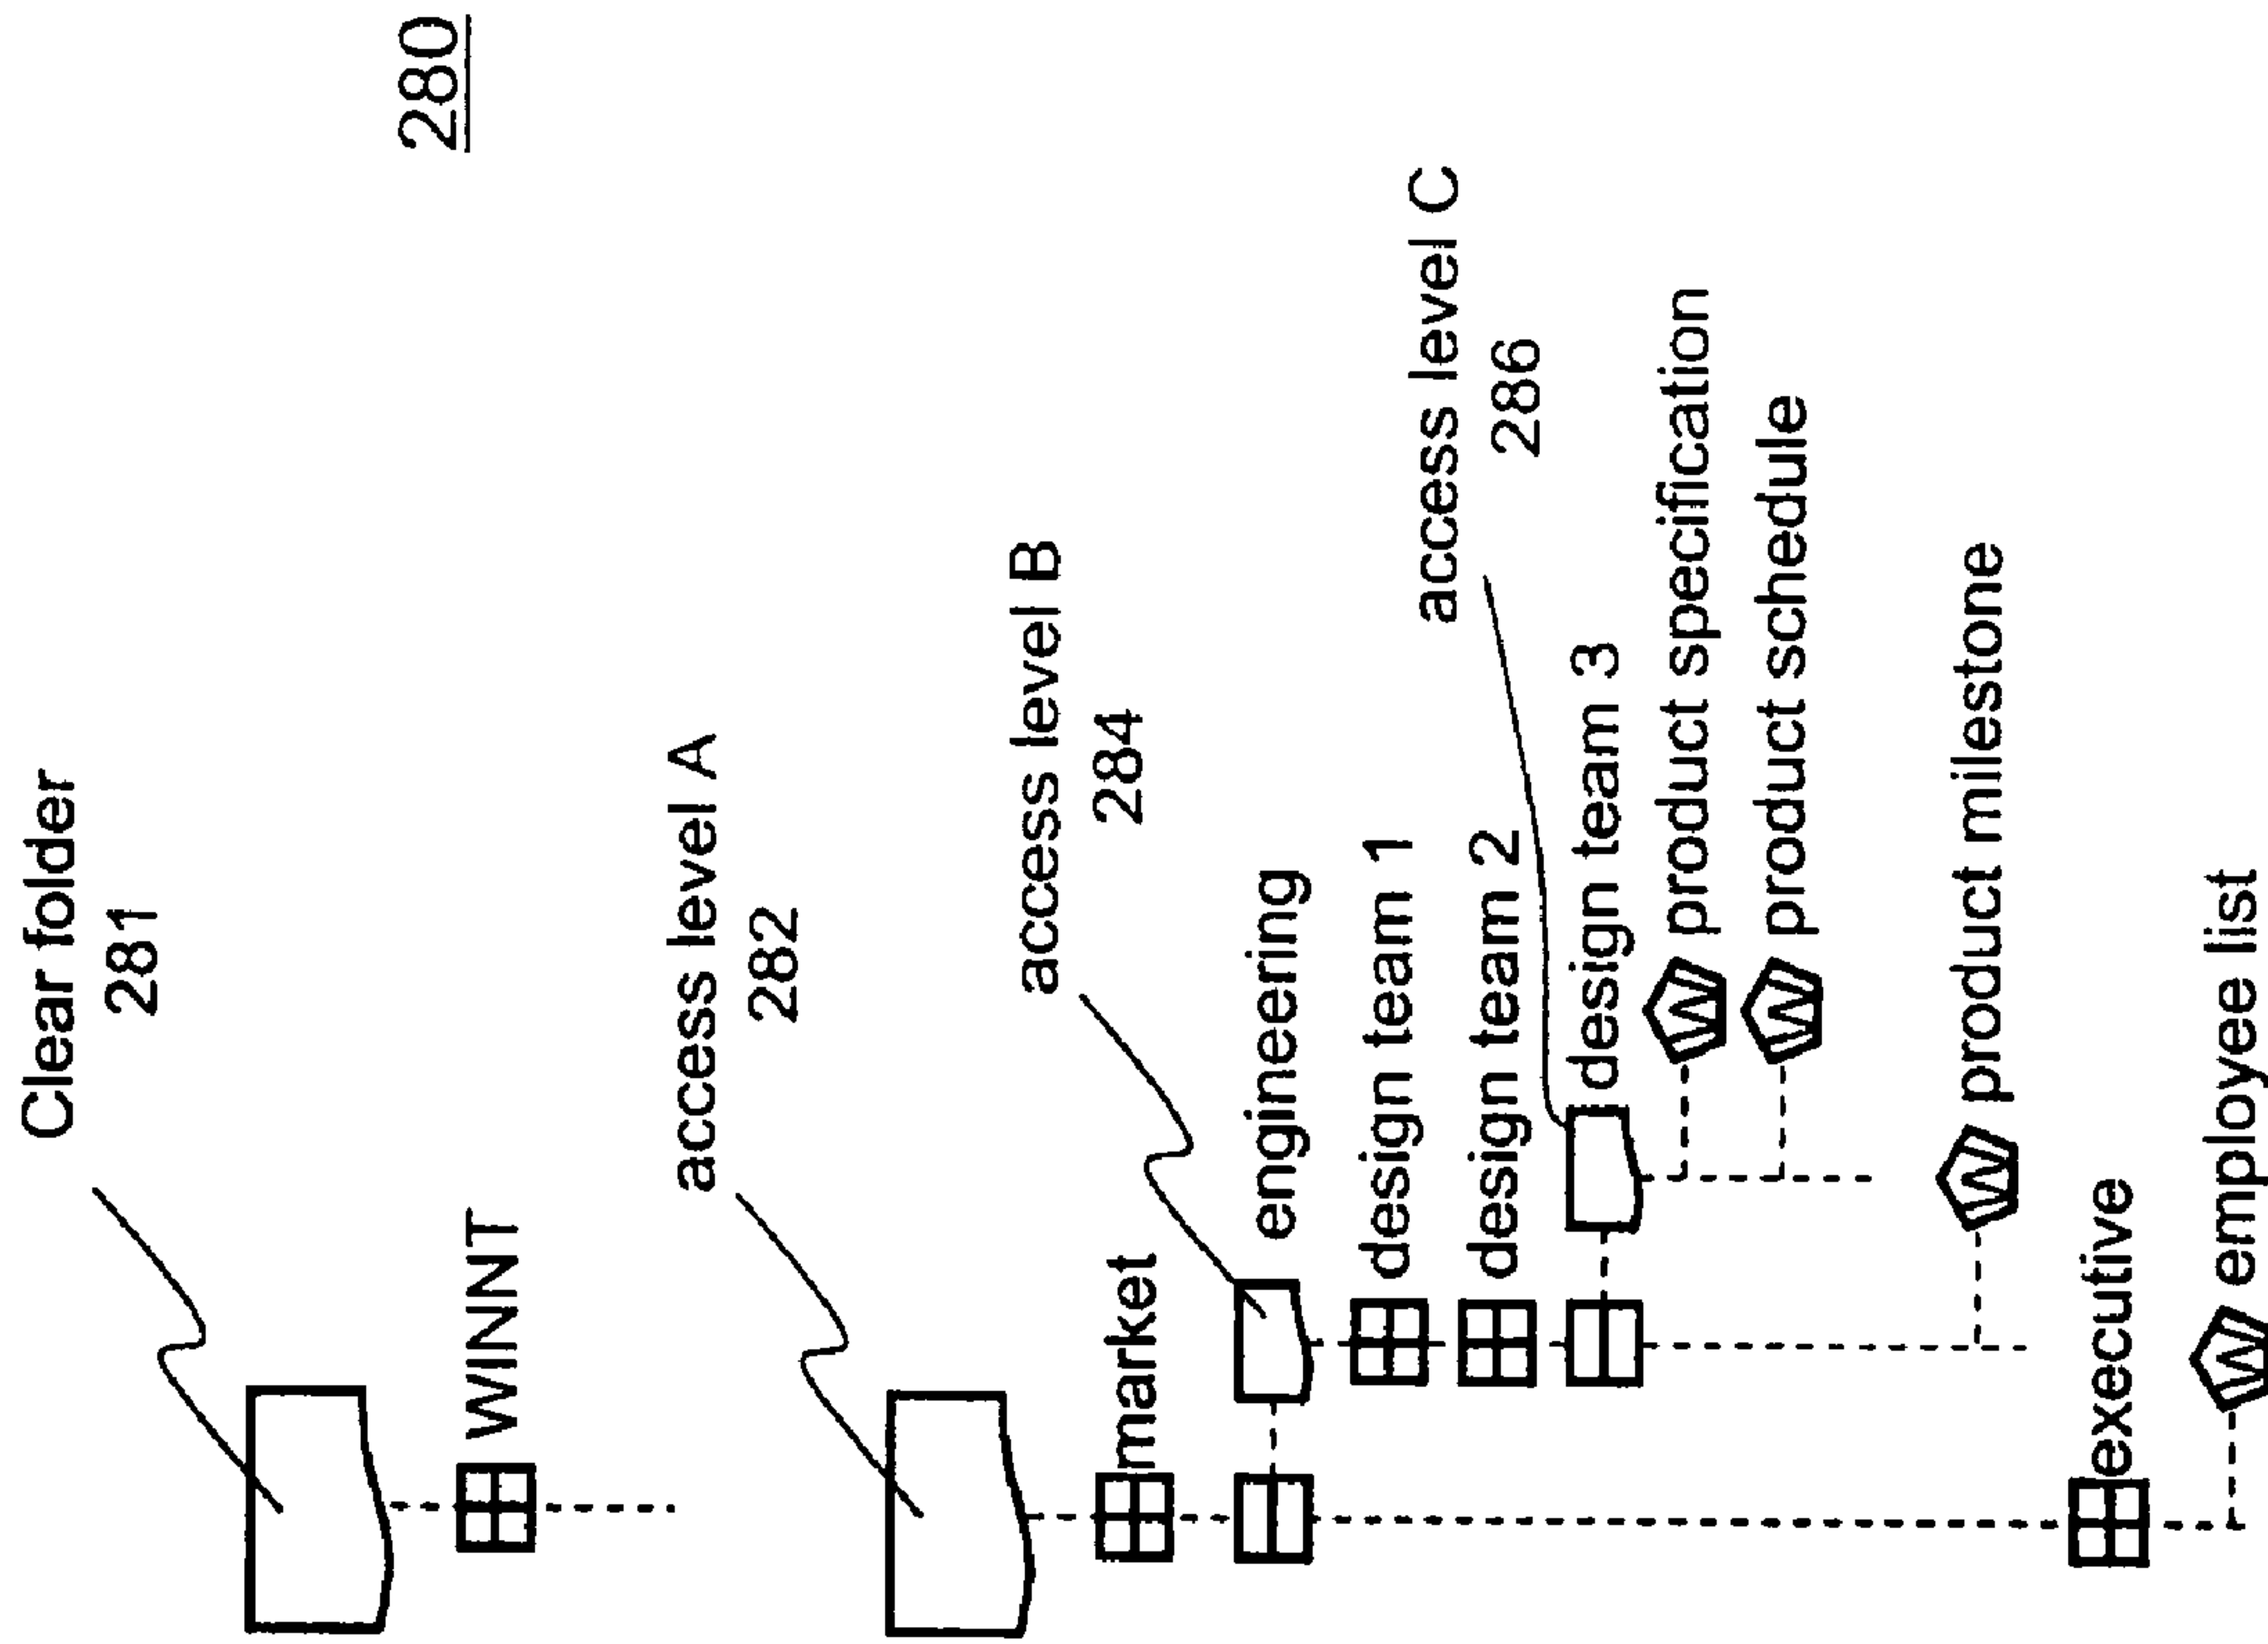 280
Clear folder
281
WINNT
access level A
282
access level B
284
market
engineering
design team 1
design team 2
access level C
286
design team 3
W product specification
W product schedule
W product milestone
executive
W employee list